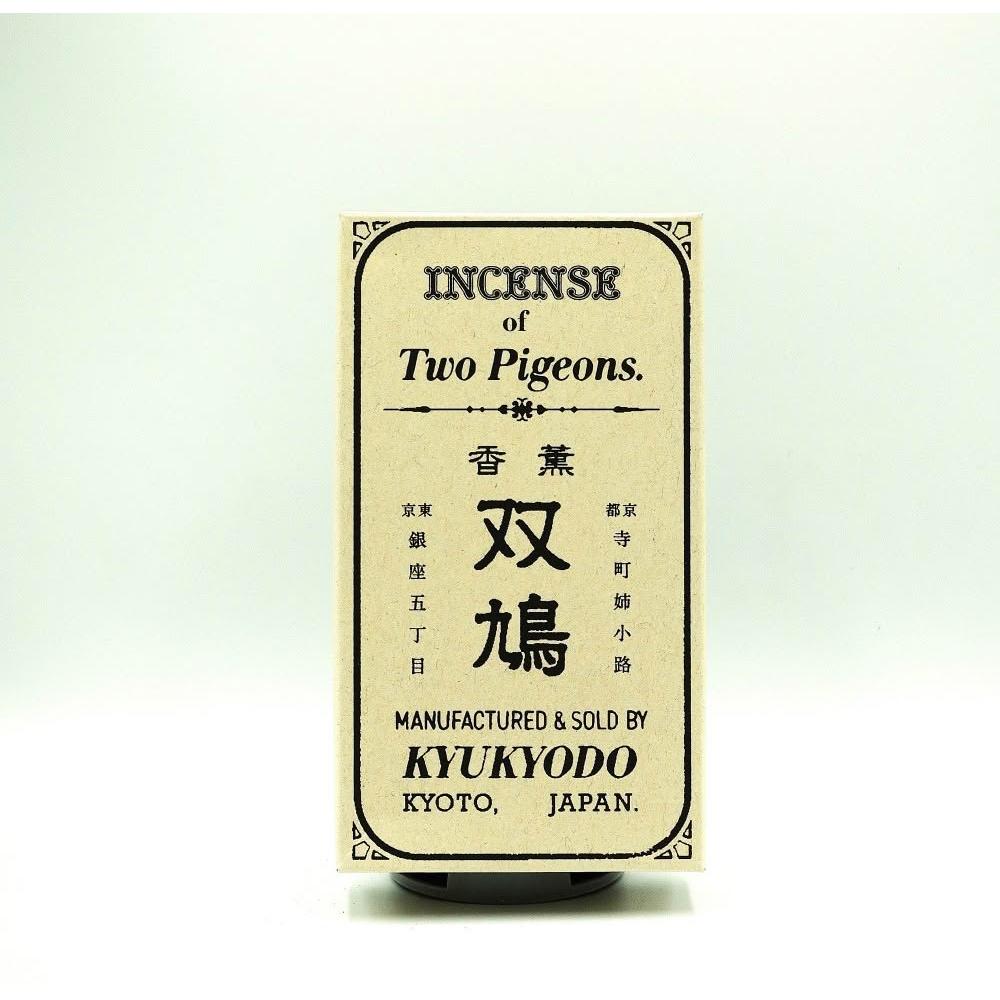 INCENSE
of
Two Pigeons.
香薫
双鳩
京都
寺町姉小路
東京
銀座五丁目
MANUFACTURED & SOLD BY
KYUKYODO
KYOTO, JAPAN.